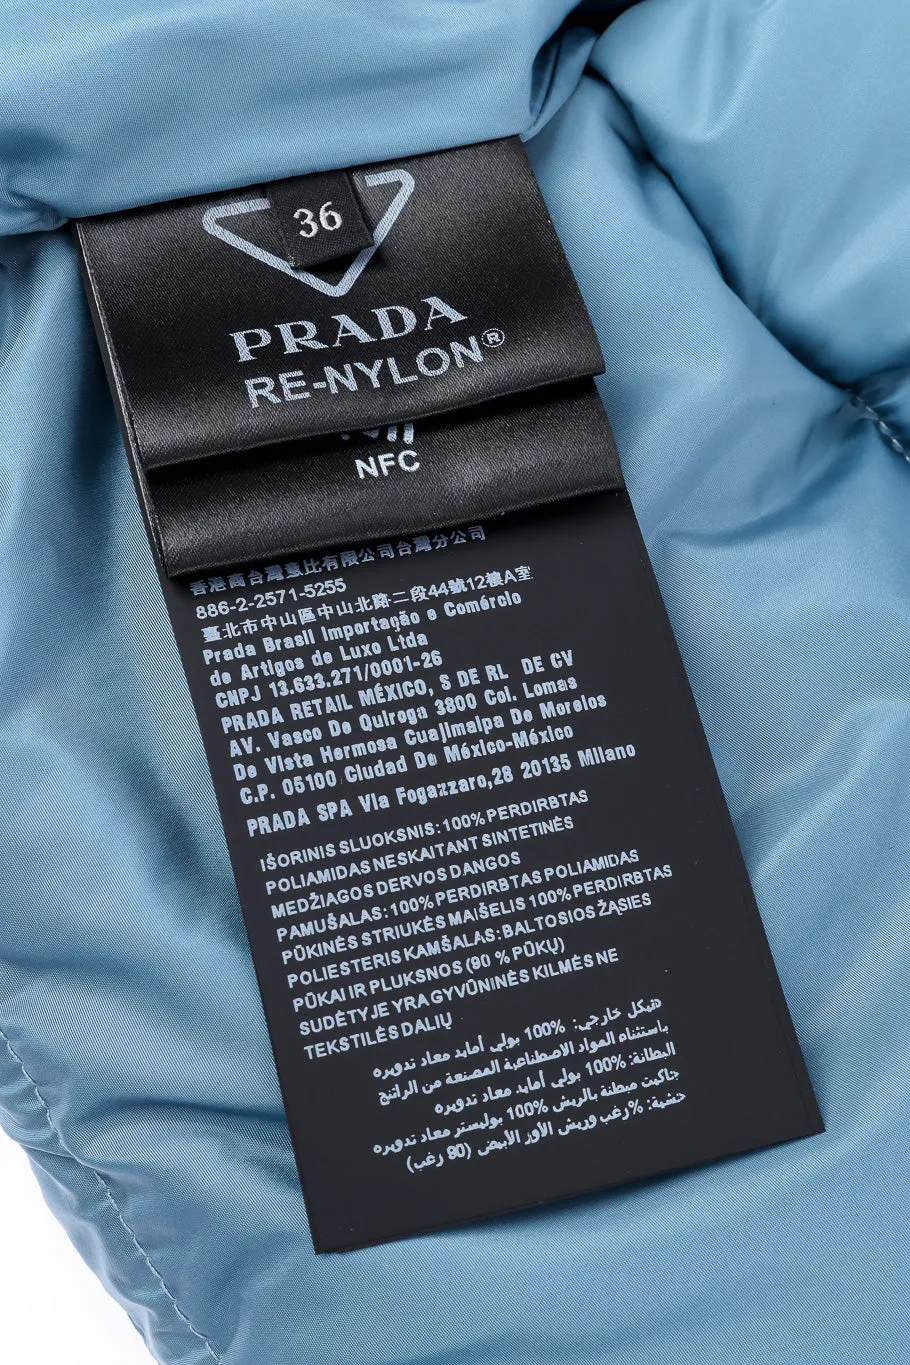 36
PRADA
RE-NYLON®
NFC
香港商台灣意比有限公司台灣分公司
886-2-2571-5255
臺北市中山區中山北路二段44號12樓A室
Prada Brasil Importação e Comércio
de Artigos de Luxo Ltda
CNPJ 13.633.271/0001-26
PRADA RETAIL MÉXICO, S DE RL DE CV
AV. Vasco De Quiroga 3800 Col. Lomas
De Vista Hermosa Cuajimalpa De Morelos
C.P. 05100 Ciudad De México-México
PRADA SPA Via Fogazzaro,28 20135 Milano
IŠORINIS SLUOKSNIS: 100% PERDIRBTAS
POLIAMIDAS NESKAITANT SINTETINĖS
MEDŽIAGOS DERVOS DANGOS
PAMUŠALAS: 100% PERDIRBTAS POLIAMIDAS
PŪKINĖS STRIUKĖS MAIŠELIS 100% PERDIRBTAS
POLIESTERIS KAMŠALAS: BALTOSIOS ŽĄSIES
PŪKAI IR PLUKSNOS (90 % PŪKŲ)
SUDĖTYJE YRA GYVŪNINĖS KILMĖS NE
TEKSTILĖS DALIŲ
هيكل خارجي: %100 بولي أمايد معاد تدويره
باستثناء المواد الاصطناعية المصنعة من الراتنج
البطانة: %100 بولي أمايد معاد تدويره
جاكيت مبطنة بالريش %100 بوليستر معاد تدويره
حشية: %رغب وريش الأور الأبيض (90 رغب)